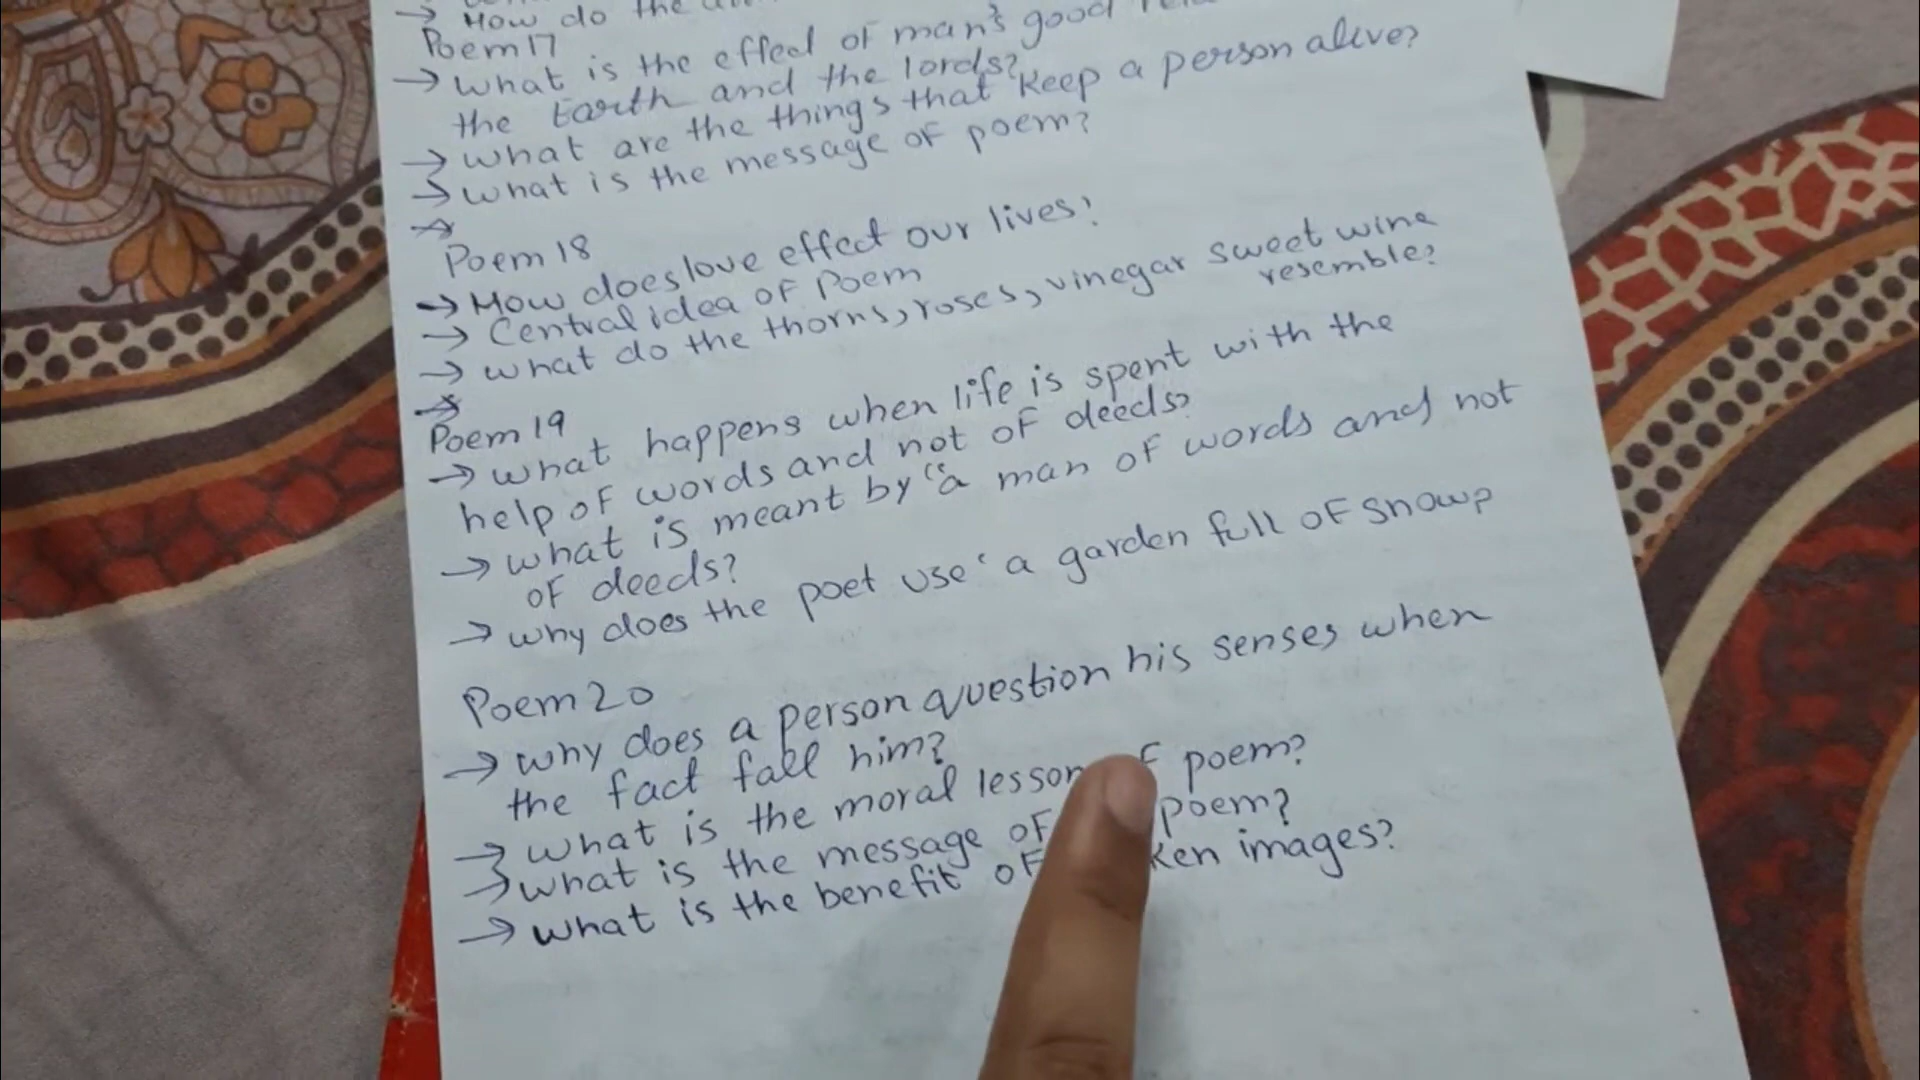 → How do the
Poem 17
→ What is the effect of man's good
the Earth and the lords?
→ What are the things that keep a person alive?
→ What is the message of poem?
Poem 18
→ How does love effect our lives?
→ Central idea of Poem
→ what do the thorns, roses, vinegar sweet wine
resemble?
Poem 19
→ what happens when life is spent with the
help of words and not of deeds?
→ what is meant by "a man of words and not
of deeds?
→ why does the poet use ' a garden full of snow?
Poem 20
→ why does a person question his senses when
the fact fall him?
→ what is the moral lesson poem?
→ what is the message of poem?
→ what is the benefit of images?